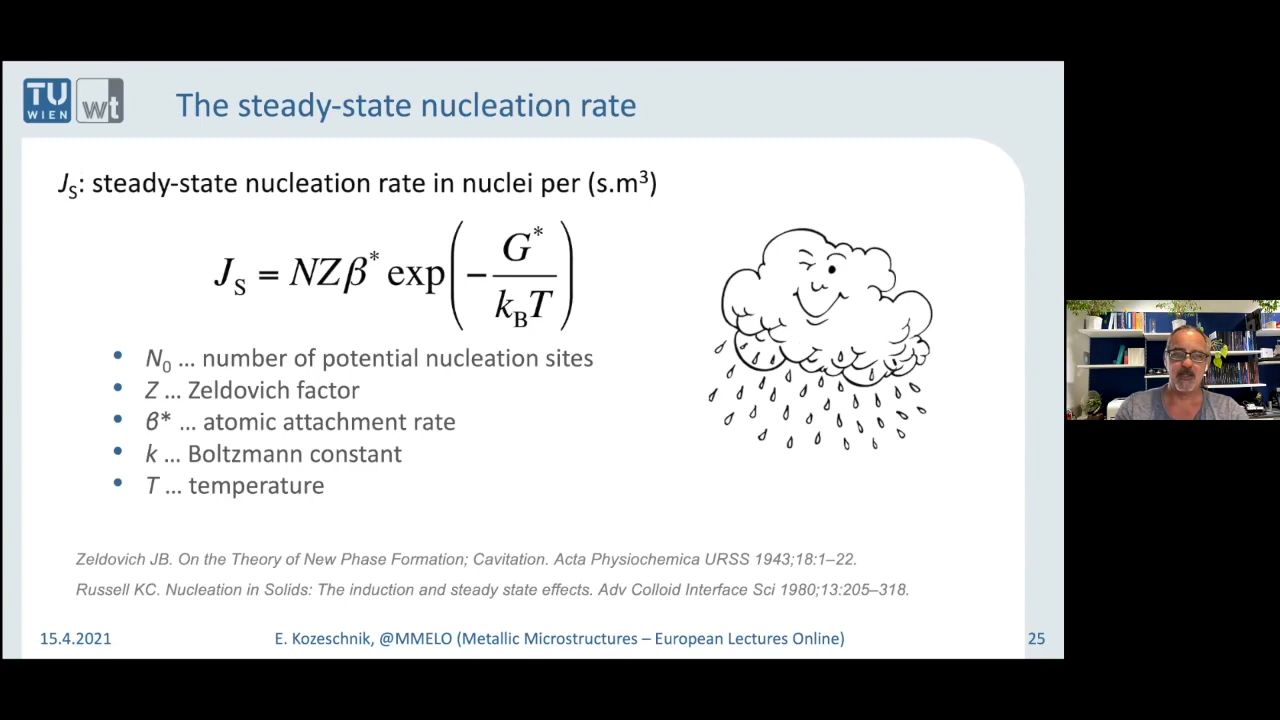 TU
WIEN
wt
The steady-state nucleation rate
J_S: steady-state nucleation rate in nuclei per (s.m³)
J_S = NZβ* exp(−G*/k_BT)
• N₀ … number of potential nucleation sites
• Z … Zeldovich factor
• β* … atomic attachment rate
• k … Boltzmann constant
• T … temperature
Zeldovich JB. On the Theory of New Phase Formation; Cavitation. Acta Physiochemica URSS 1943;18:1–22.
Russell KC. Nucleation in Solids: The induction and steady state effects. Adv Colloid Interface Sci 1980;13:205–318.
15.4.2021 E. Kozeschnik, @MMELO (Metallic Microstructures – European Lectures Online) 25